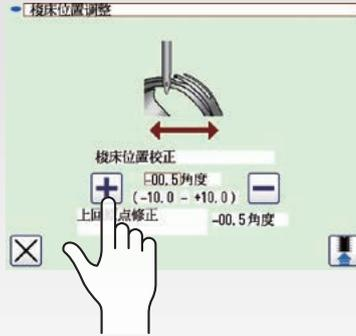 梭床位置调整
梭床位置校正
-00.5角度
(-10.0 - +10.0)
上回 点修正 -00.5角度